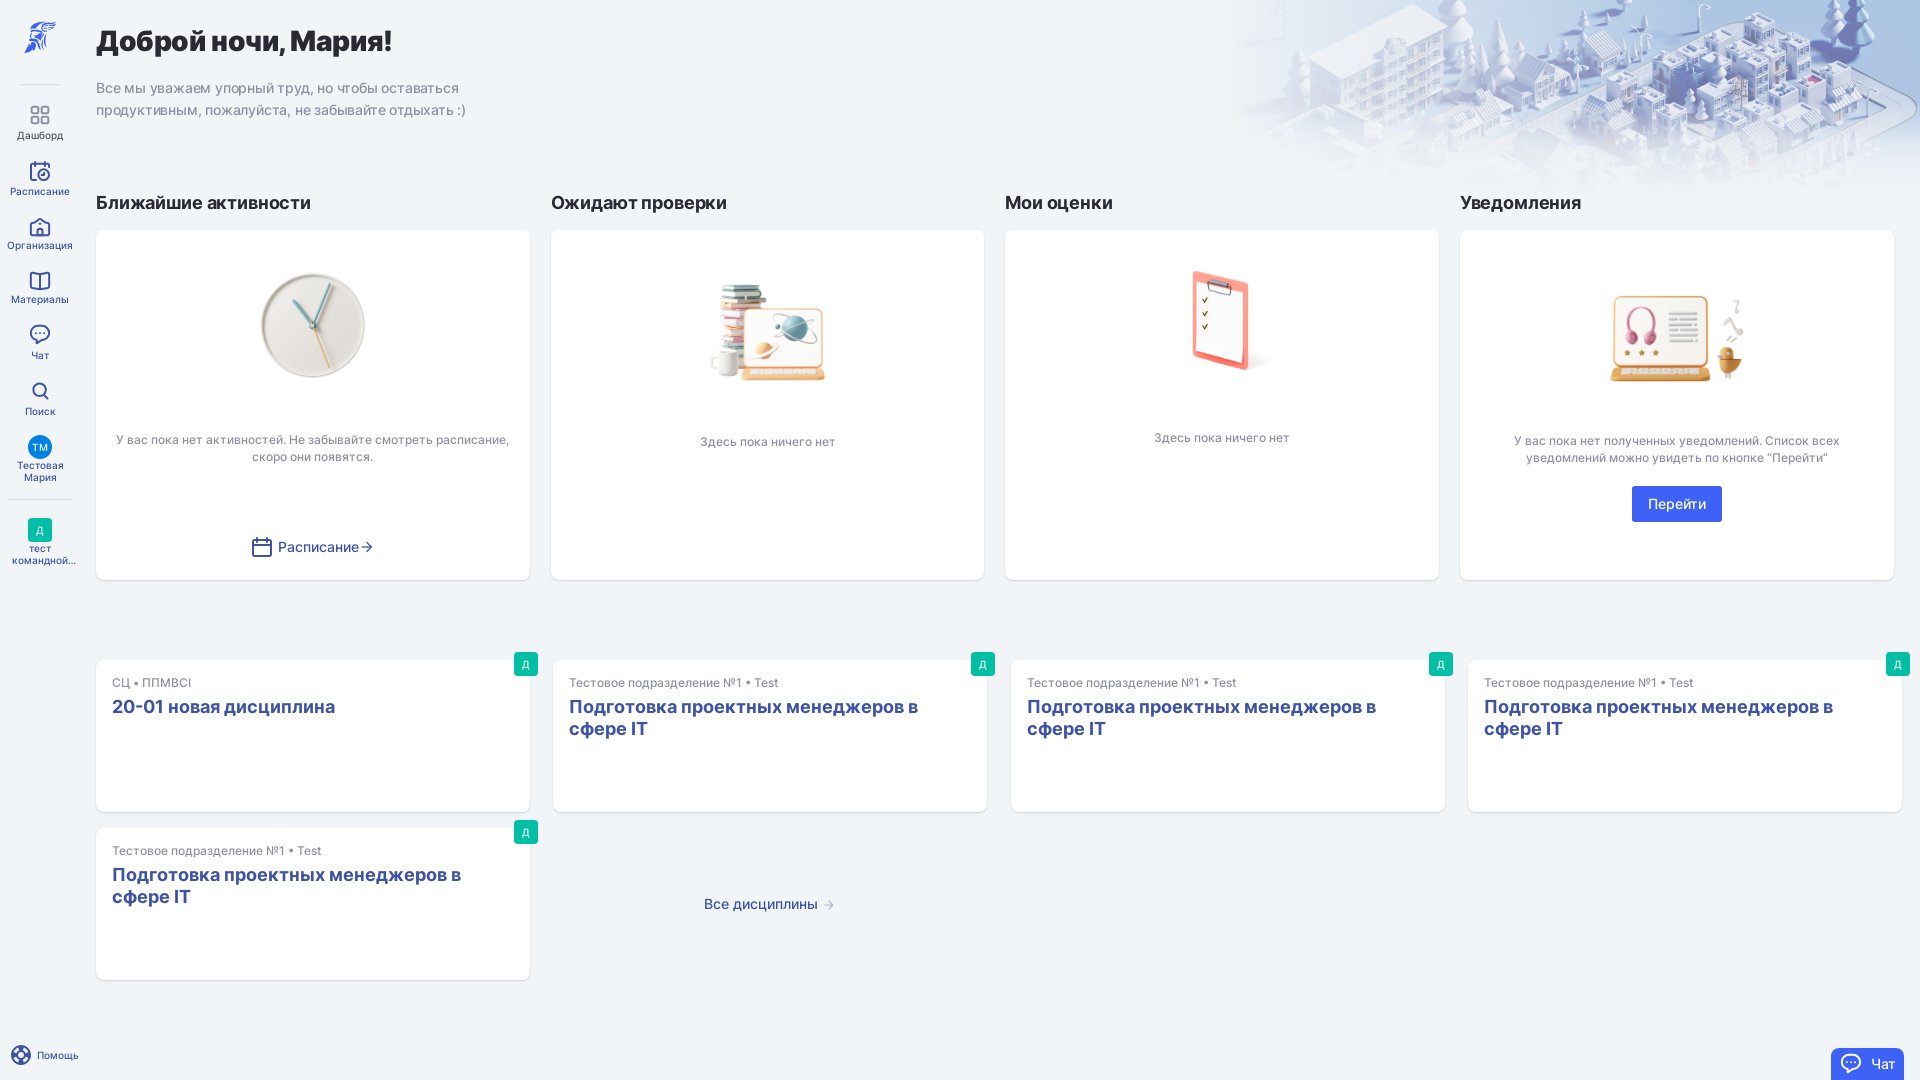 Доброй ночи, Мария!
Все мы уважаем упорный труд, но чтобы оставаться
продуктивным, пожалуйста, не забывайте отдыхать :)
Дашборд
Расписание
Организация
Материалы
Чат
Поиск
ТМ
Тестовая
Мария
Д
тест
командной...
Помощь
Ближайшие активности
У вас пока нет активностей. Не забывайте смотреть расписание,
скоро они появятся.
Расписание
Ожидают проверки
Здесь пока ничего нет
Мои оценки
Здесь пока ничего нет
Уведомления
У вас пока нет полученных уведомлений. Список всех
уведомлений можно увидеть по кнопке “Перейти”
Перейти
Д
СЦ • ППМВСІ
20-01 новая дисциплина
Д
Тестовое подразделение №1 • Test
Подготовка проектных менеджеров в
сфере IT
Д
Тестовое подразделение №1 • Test
Подготовка проектных менеджеров в
сфере IT
Д
Тестовое подразделение №1 • Test
Подготовка проектных менеджеров в
сфере IT
Д
Тестовое подразделение №1 • Test
Подготовка проектных менеджеров в
сфере IT
Все дисциплины
Чат